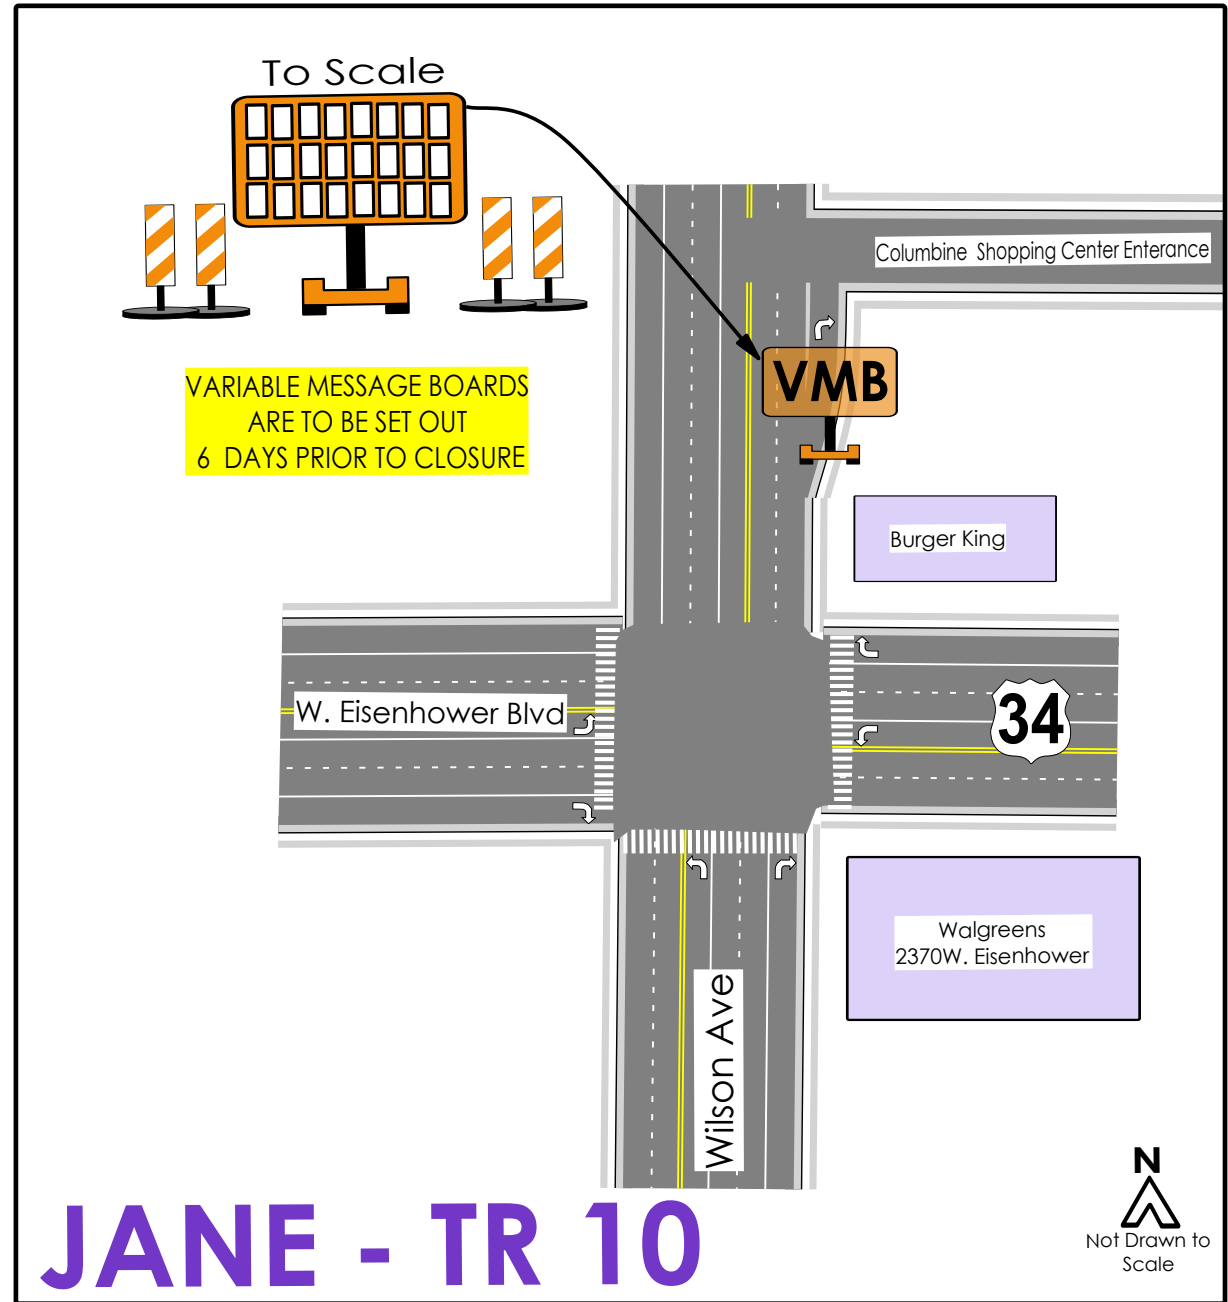 To Scale
Columbine Shopping Center Enterance
VMB
VARIABLE MESSAGE BOARDS
ARE TO BE SET OUT
6 DAYS PRIOR TO CLOSURE
Burger King
W. Eisenhower Blvd
34
Walgreens
2370W. Eisenhower
Wilson Ave
N
Not Drawn to
Scale
JANE - TR 10